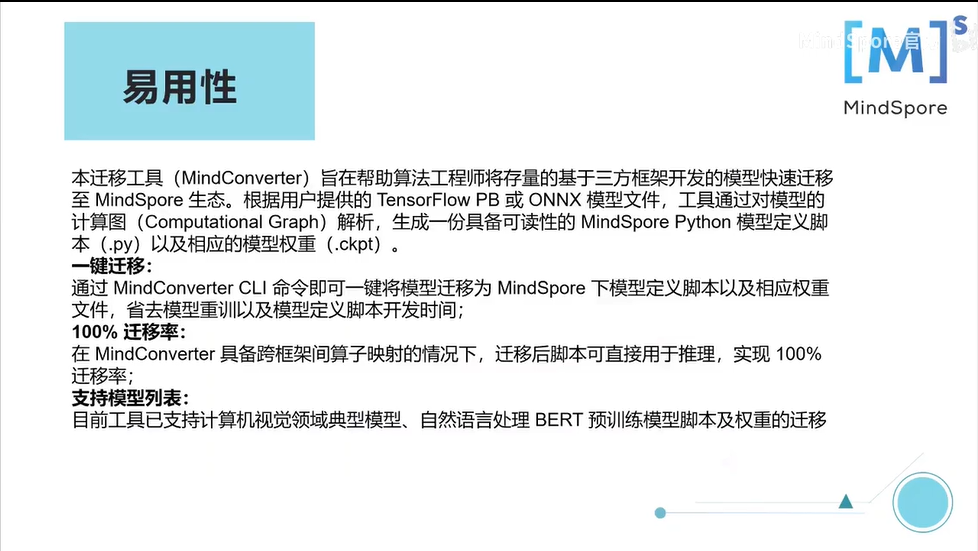 易用性
MindSpore官
[M]s
MindSpore
本迁移工具（MindConverter）旨在帮助算法工程师将存量的基于三方框架开发的模型快速迁移
至 MindSpore 生态。根据用户提供的 TensorFlow PB 或 ONNX 模型文件，工具通过对模型的
计算图（Computational Graph）解析，生成一份具备可读性的 MindSpore Python 模型定义脚
本（.py）以及相应的模型权重（.ckpt）。
一键迁移：
通过 MindConverter CLI 命令即可一键将模型迁移为 MindSpore 下模型定义脚本以及相应权重
文件，省去模型重训以及模型定义脚本开发时间；
100% 迁移率：
在 MindConverter 具备跨框架间算子映射的情况下，迁移后脚本可直接用于推理，实现 100%
迁移率；
支持模型列表：
目前工具已支持计算机视觉领域典型模型、自然语言处理 BERT 预训练模型脚本及权重的迁移